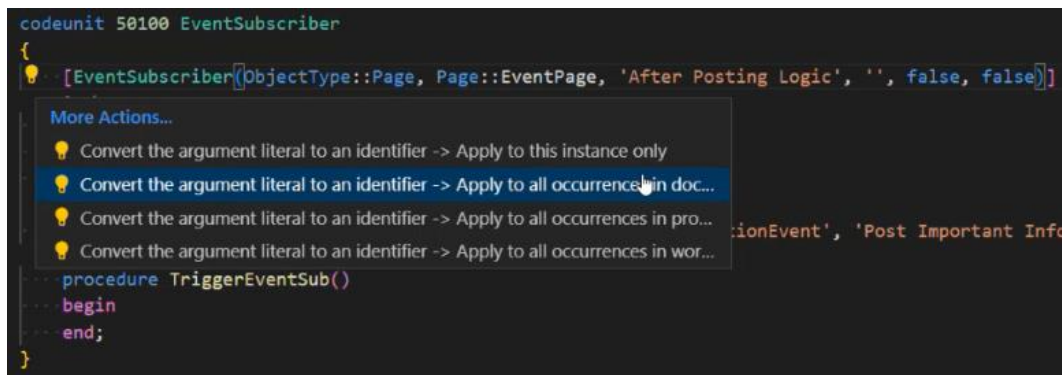 codeunit 50100 EventSubscriber
{
[EventSubscriber(ObjectType::Page, Page::EventPage, 'After Posting Logic', '', false, false)]
More Actions...
Convert the argument literal to an identifier -> Apply to this instance only
Convert the argument literal to an identifier -> Apply to all occurrences in doc...
Convert the argument literal to an identifier -> Apply to all occurrences in pro...
ionEvent', 'Post Important Info
Convert the argument literal to an identifier -> Apply to all occurrences in wor...
procedure TriggerEventSub()
begin
end;
}